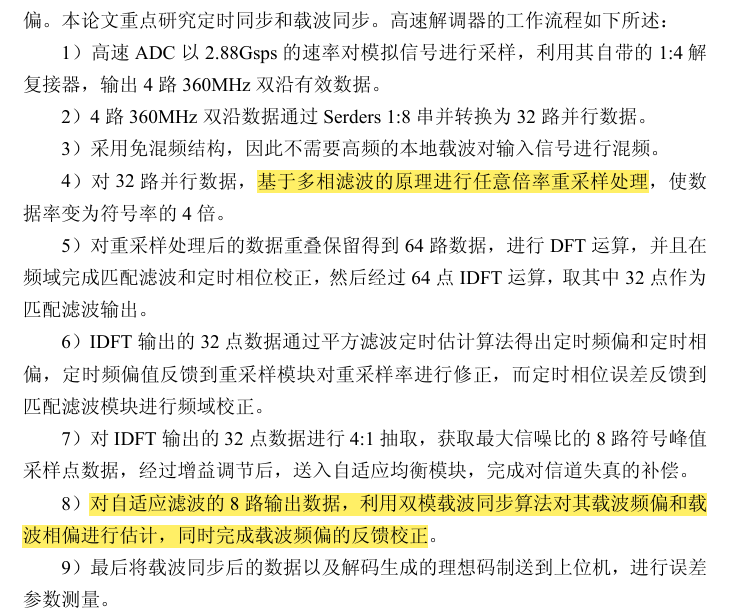 偏。本论文重点研究定时同步和载波同步。高速解调器的工作流程如下所述：
1）高速 ADC 以 2.88Gsps 的速率对模拟信号进行采样，利用其自带的 1:4 解
复接器，输出 4 路 360MHz 双沿有效数据。
2）4 路 360MHz 双沿数据通过 Serders 1:8 串并转换为 32 路并行数据。
3）采用免混频结构，因此不需要高频的本地载波对输入信号进行混频。
4）对 32 路并行数据，基于多相滤波的原理进行任意倍率重采样处理，使数
据率变为符号率的 4 倍。
5）对重采样处理后的数据重叠保留得到 64 路数据，进行 DFT 运算，并且在
频域完成匹配滤波和定时相位校正，然后经过 64 点 IDFT 运算，取其中 32 点作为
匹配滤波输出。
6）IDFT 输出的 32 点数据通过平方滤波定时估计算法得出定时频偏和定时相
偏，定时频偏值反馈到重采样模块对重采样率进行修正，而定时相位误差反馈到
匹配滤波模块进行频域校正。
7）对 IDFT 输出的 32 点数据进行 4:1 抽取，获取最大信噪比的 8 路符号峰值
采样点数据，经过增益调节后，送入自适应均衡模块，完成对信道失真的补偿。
8）对自适应滤波的 8 路输出数据，利用双模载波同步算法对其载波频偏和载
波相偏进行估计，同时完成载波频偏的反馈校正。
9）最后将载波同步后的数据以及解码生成的理想码制送到上位机，进行误差
参数测量。